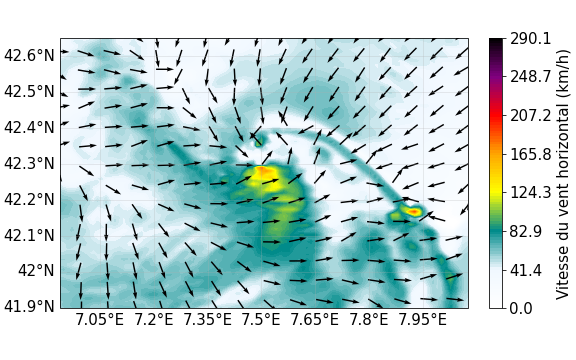 42.6°N
42.5°N
42.4°N
42.3°N
42.2°N
42.1°N
42°N
41.9°N
7.05°E 7.2°E 7.35°E 7.5°E 7.65°E 7.8°E 7.95°E
290.1
248.7
207.2
165.8
124.3
82.9
41.4
0.0
Vitesse du vent horizontal (km/h)